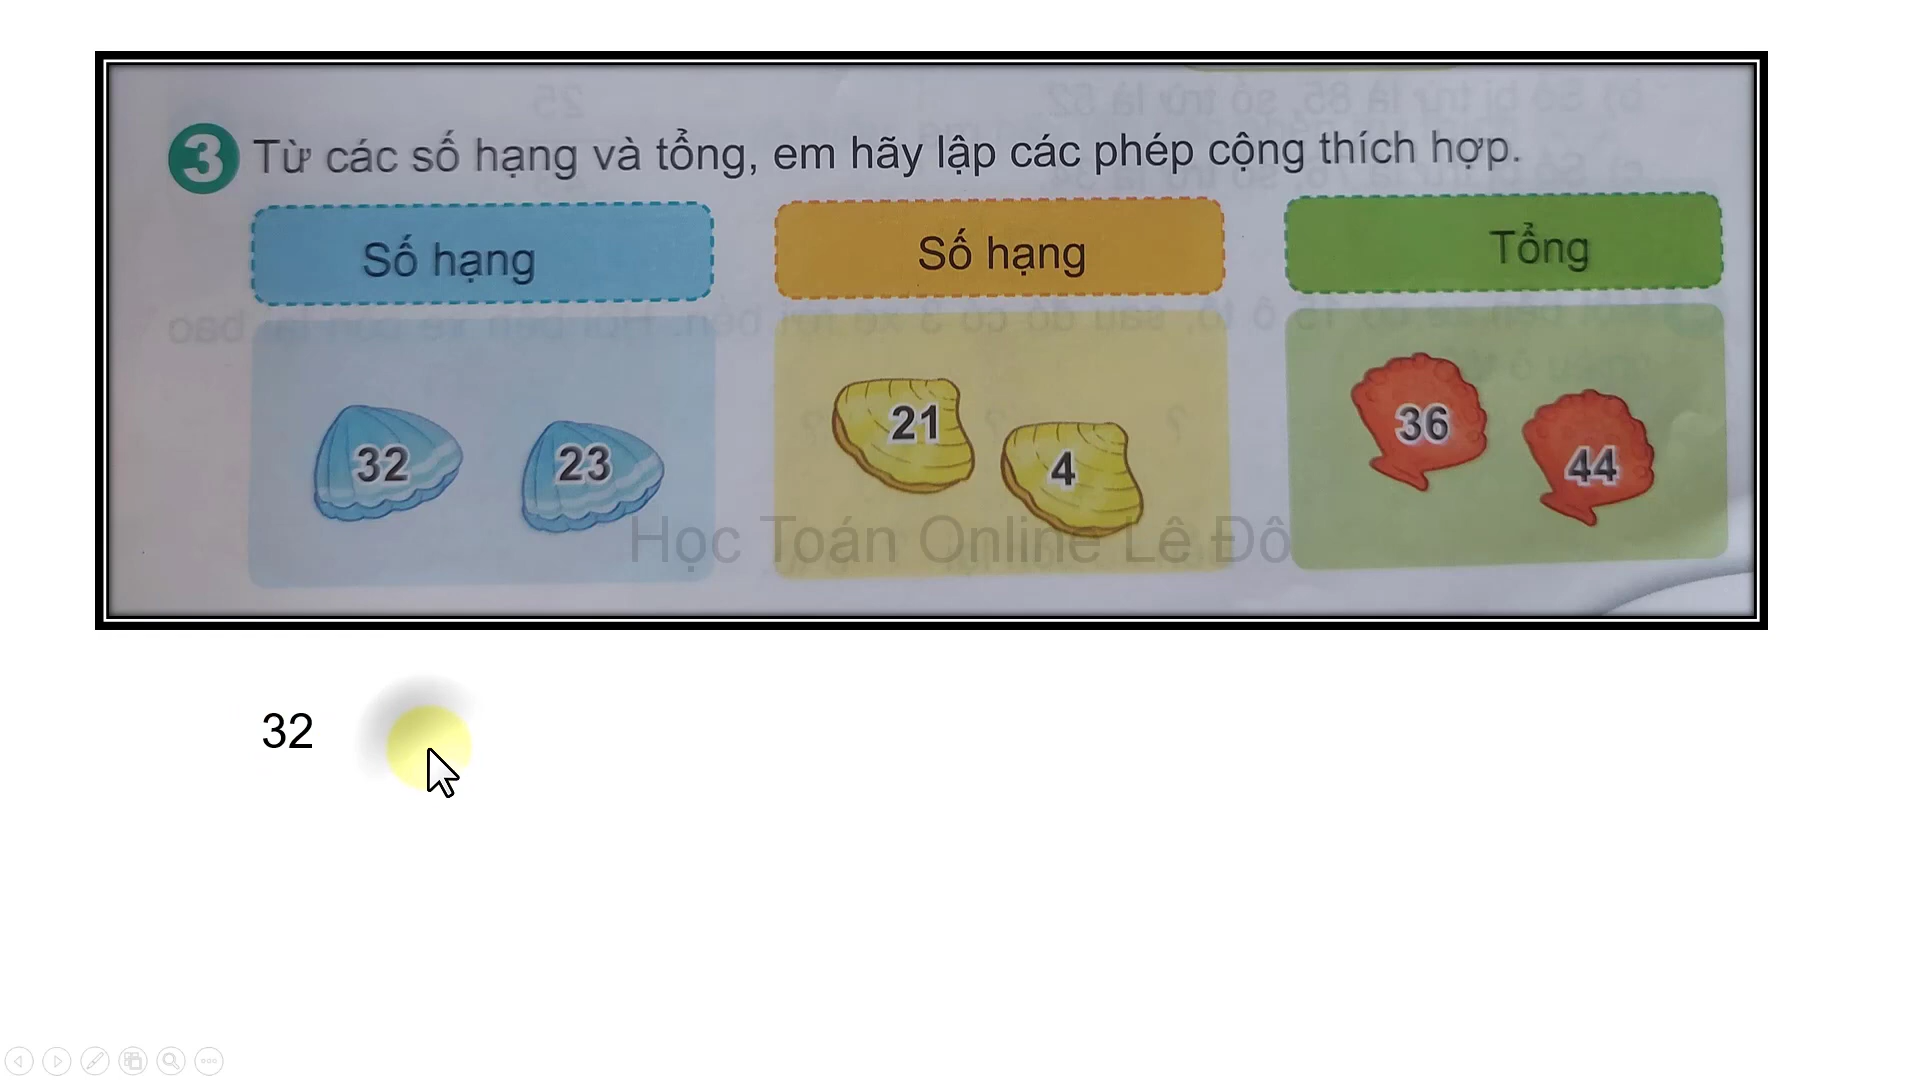 3 Từ các số hạng và tổng, em hãy lập các phép cộng thích hợp.
Số hạng Số hạng Tổng
32 23 21 4 36 44
Học Toán Online Lê Đô
32